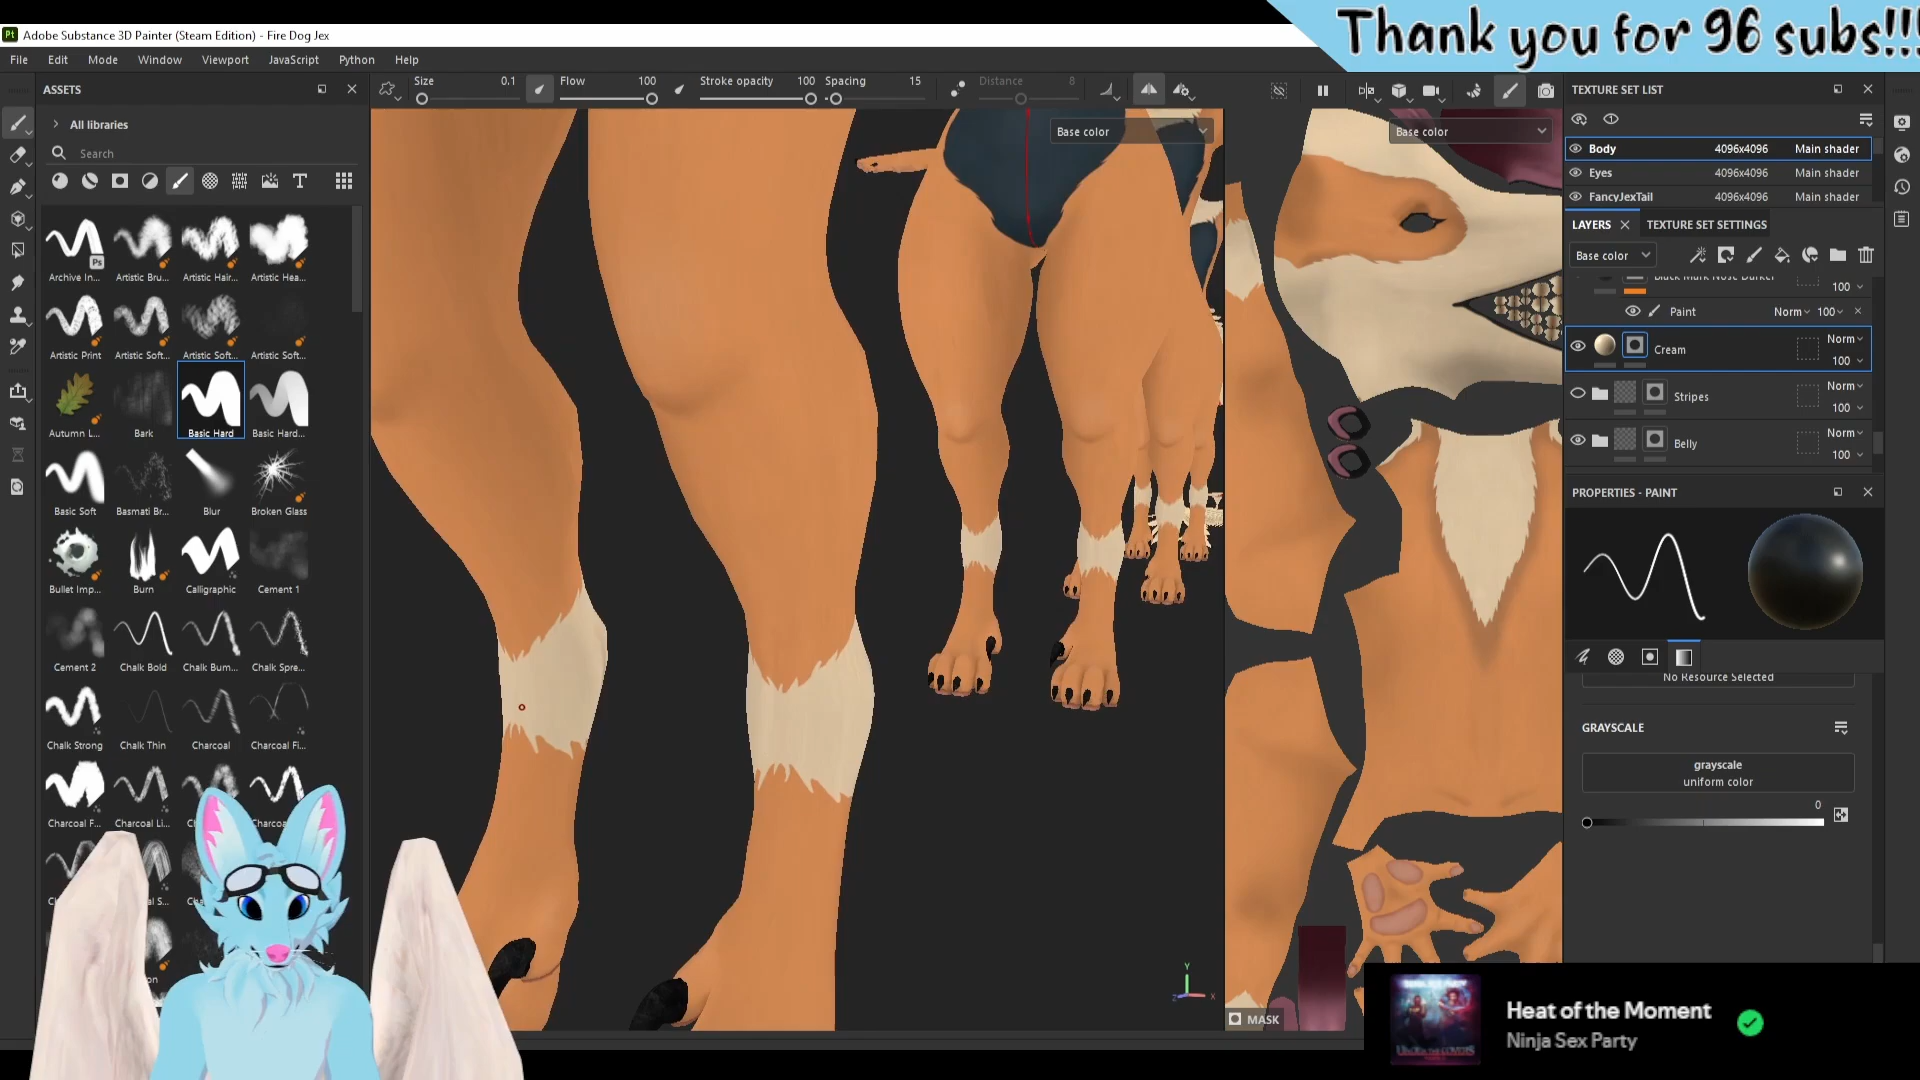 Thank you for 96 subs!!!
Adobe Substance 3D Painter (Steam Edition) - Fire Dog Jex
File Edit Mode Window Viewport JavaScript Python Help
ASSETS
Size 0.1 Flow 100 Stroke opacity 100 Spacing 15 Distance 8
TEXTURE SET LIST
All libraries
Search
Base color
Base color
Body 4096x4096 Main shader
Eyes 4096x4096 Main shader
FancyJexTail 4096x4096 Main shader
LAYERS TEXTURE SET SETTINGS
Base color
Archive In... Artistic Bru... Artistic Hair... Artistic Hea...
100
Paint Norm 100
Artistic Print Artistic Soft... Artistic Soft... Artistic Soft...
Cream Norm
100
Stripes Norm
100
Autumn L... Bark Basic Hard Basic Hard...
Belly Norm
100
PROPERTIES - PAINT
Basic Soft Basmati Br... Blur Broken Glass
Bullet Imp... Burn Calligraphic Cement 1
Cement 2 Chalk Bold Chalk Bum... Chalk Spre...
No Resource Selected
GRAYSCALE
Chalk Strong Chalk Thin Charcoal Charcoal Fi...
grayscale
uniform color
0
Charcoal F... Charcoal Li...
Y
X
MASK
Heat of the Moment
Ninja Sex Party